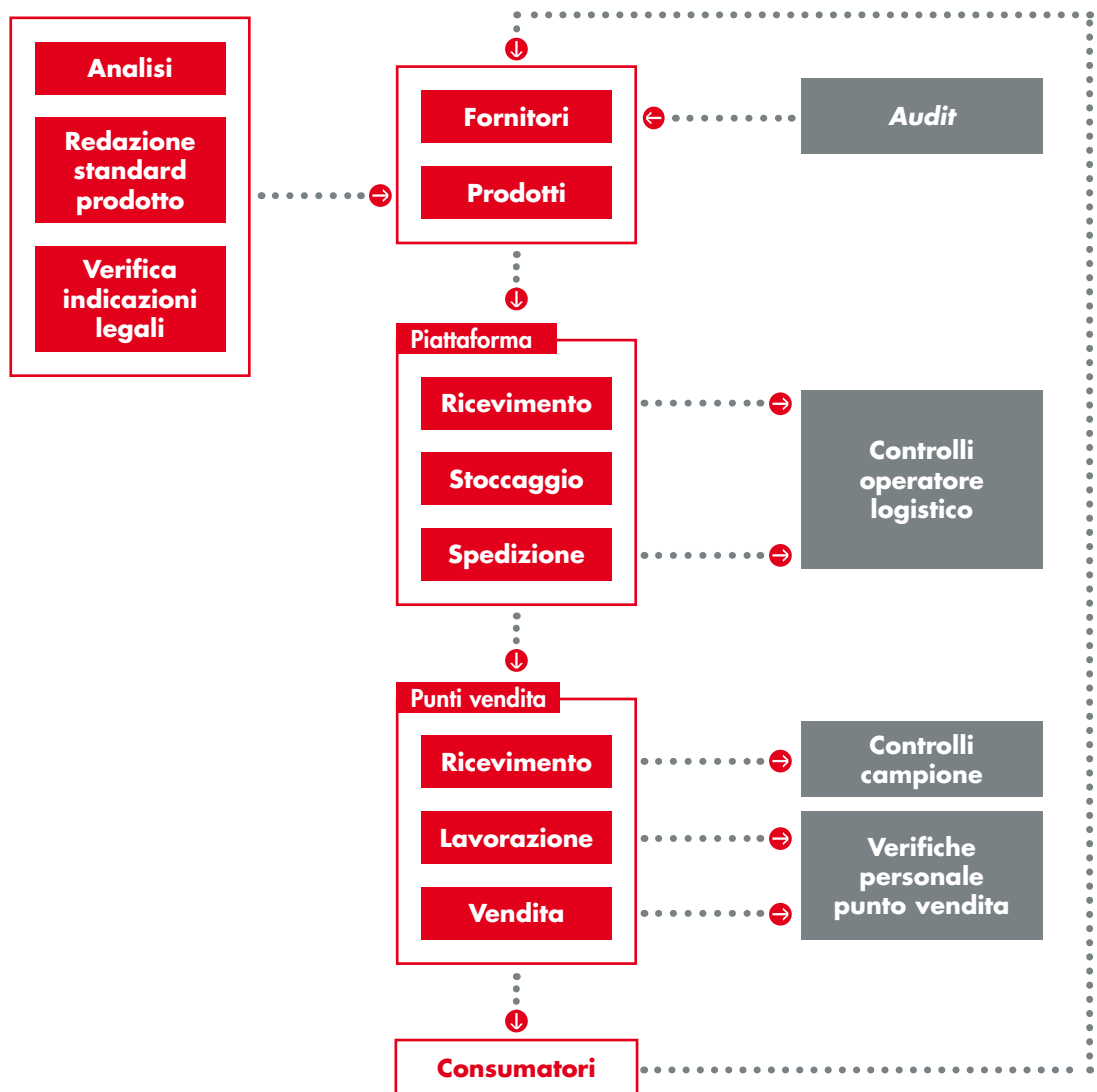 Analisi
Redazione
standard
prodotto
Verifica
indicazioni
legali
Fornitori
Prodotti
Audit
Piattaforma
Ricevimento
Stoccaggio
Spedizione
Controlli
operatore
logistico
Punti vendita
Ricevimento
Lavorazione
Vendita
Controlli
campione
Verifiche
personale
punto vendita
Consumatori